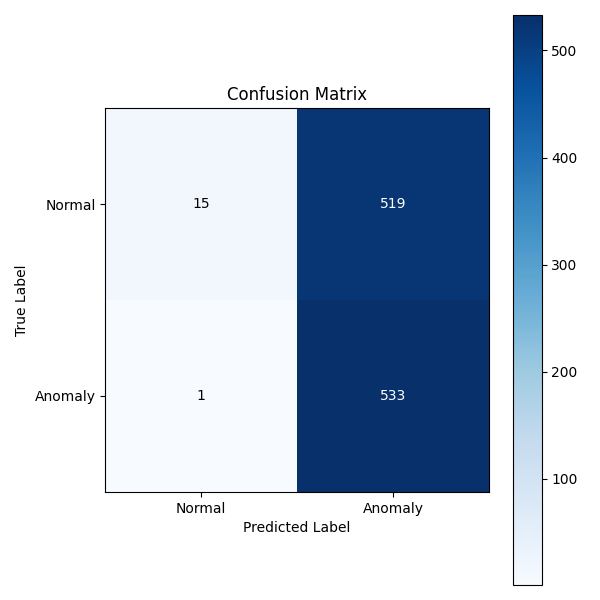 Confusion Matrix
500
400
300
200
100
True Label
Normal
15
519
Anomaly
1
533
Normal
Anomaly
Predicted Label